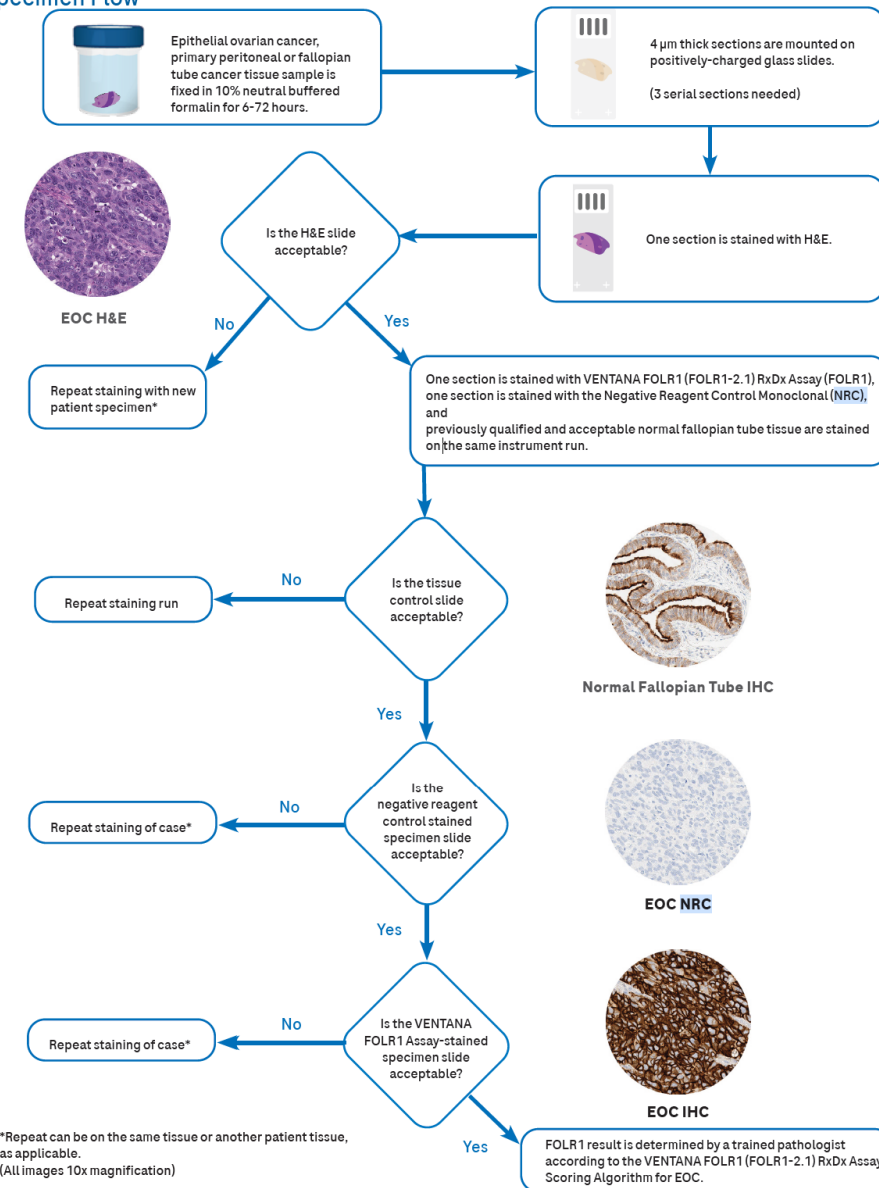 Specimen Flow
Epithelial ovarian cancer,
primary peritoneal or fallopian
tube cancer tissue sample is
fixed in 10% neutral buffered
formalin for 6-72 hours.
4 µm thick sections are mounted on
positively-charged glass slides.
(3 serial sections needed)
One section is stained with H&E.
Is the H&E slide
acceptable?
EOC H&E
No
Yes
Repeat staining with new
patient specimen*
One section is stained with VENTANA FOLR1 (FOLR1-2.1) RxDx Assay (FOLR1),
one section is stained with the Negative Reagent Control Monoclonal (NRC),
and
previously qualified and acceptable normal fallopian tube tissue are stained
on the same instrument run.
Is the tissue
control slide
acceptable?
No
Repeat staining run
Normal Fallopian Tube IHC
Yes
Is the
negative reagent
control stained
specimen slide
acceptable?
No
Repeat staining of case*
EOC NRC
Yes
Is the VENTANA
FOLR1 Assay-stained
specimen slide
acceptable?
No
Repeat staining of case*
EOC IHC
Yes
FOLR1 result is determined by a trained pathologist
according to the VENTANA FOLR1 (FOLR1-2.1) RxDx Assay
Scoring Algorithm for EOC.
*Repeat can be on the same tissue or another patient tissue,
as applicable.
(All images 10x magnification)